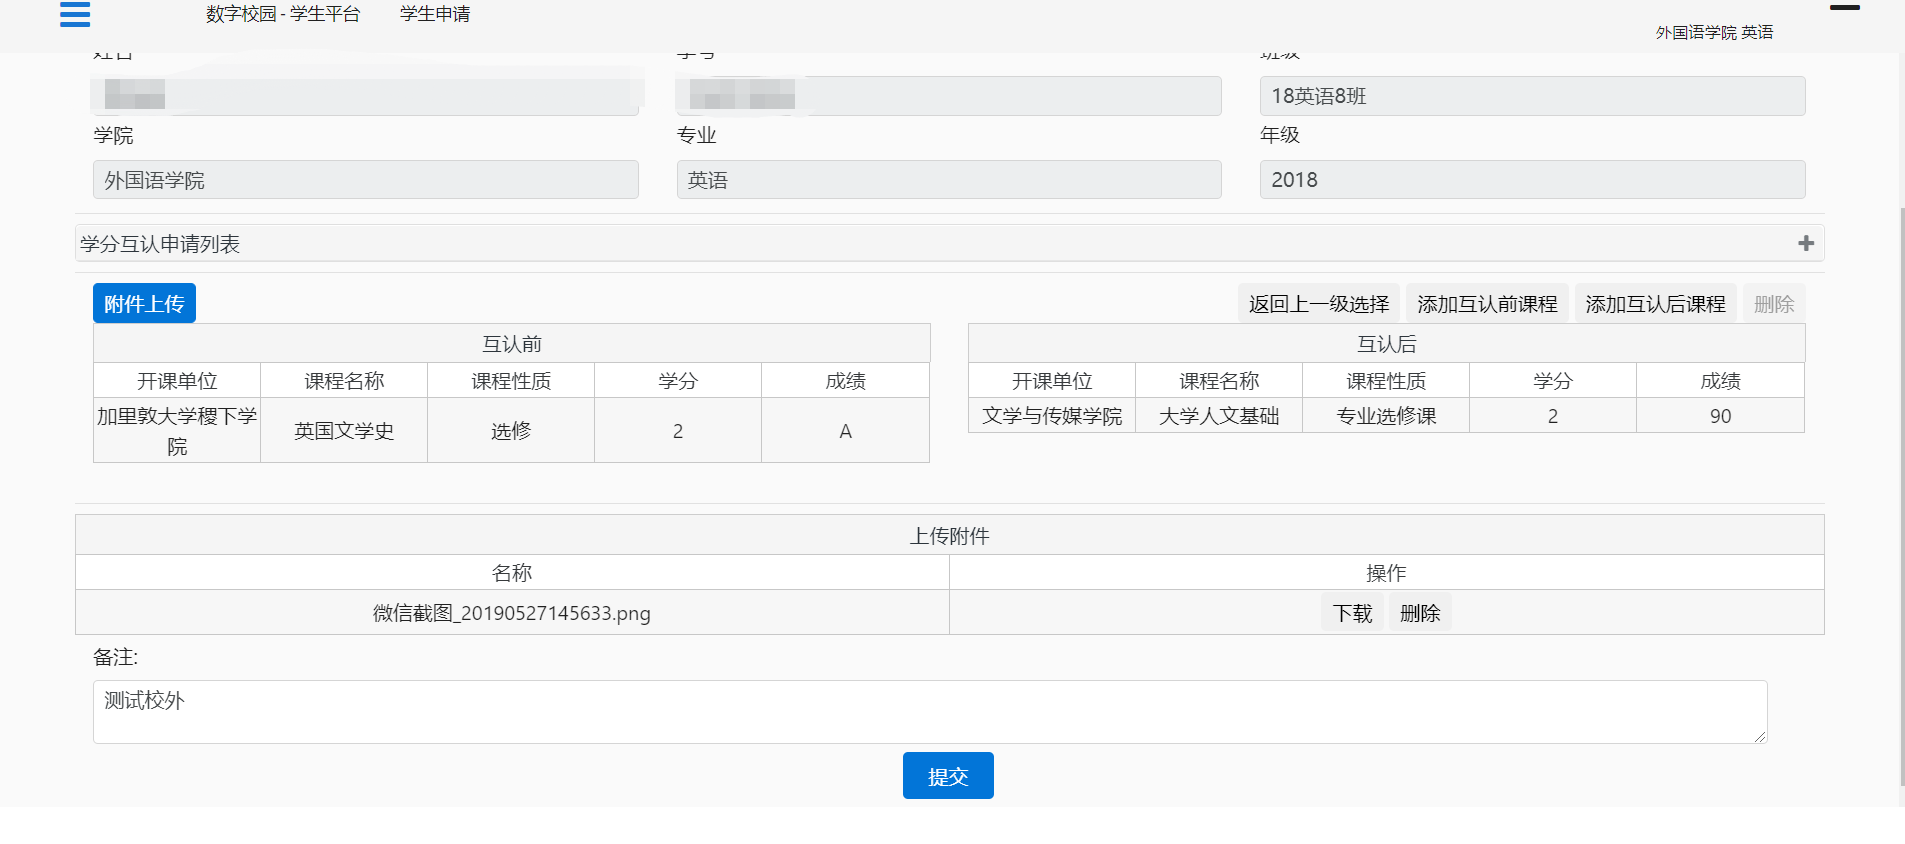 数字校园 - 学生平台 学生申请
外国语学院 英语
姓名 学号 班级
18英语8班
学院 专业 年级
外国语学院 英语 2018
学分互认申请列表
附件上传 返回上一级选择 添加互认前课程 添加互认后课程 删除
互认前
开课单位 课程名称 课程性质 学分 成绩
加里敦大学稷下学
院
英国文学史 选修 2 A
互认后
开课单位 课程名称 课程性质 学分 成绩
文学与传媒学院 大学人文基础 专业选修课 2 90
上传附件
名称 操作
微信截图_20190527145633.png 下载 删除
备注:
测试校外
提交